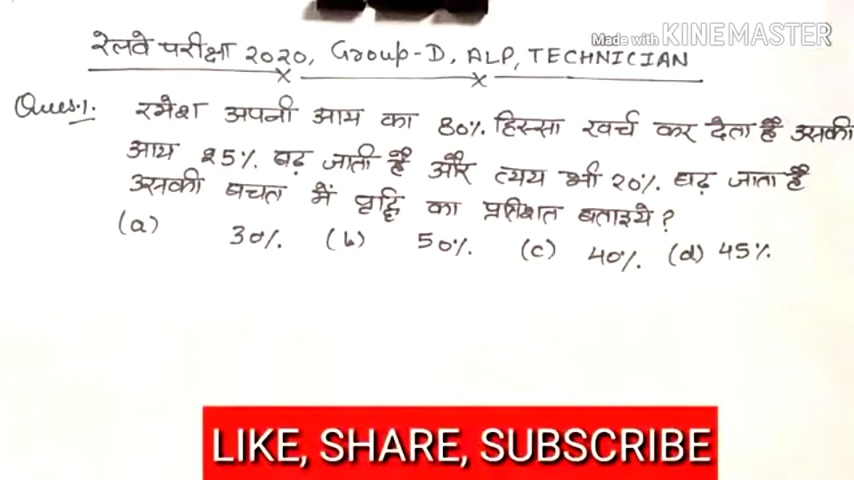 Made with KINEMASTER
रेलवे परीक्षा 2020, Group-D, ALP, TECHNICIAN
Ques.1. रमेश अपनी आय का 80% हिस्सा खर्च कर देता है उसकी
आय 25% बढ़ जाती है और व्यय भी 20% बढ़ जाता है
उसकी बचत में वृद्धि का प्रतिशत बताइये?
(a) 30% (b) 50% (c) 40% (d) 45%
LIKE, SHARE, SUBSCRIBE